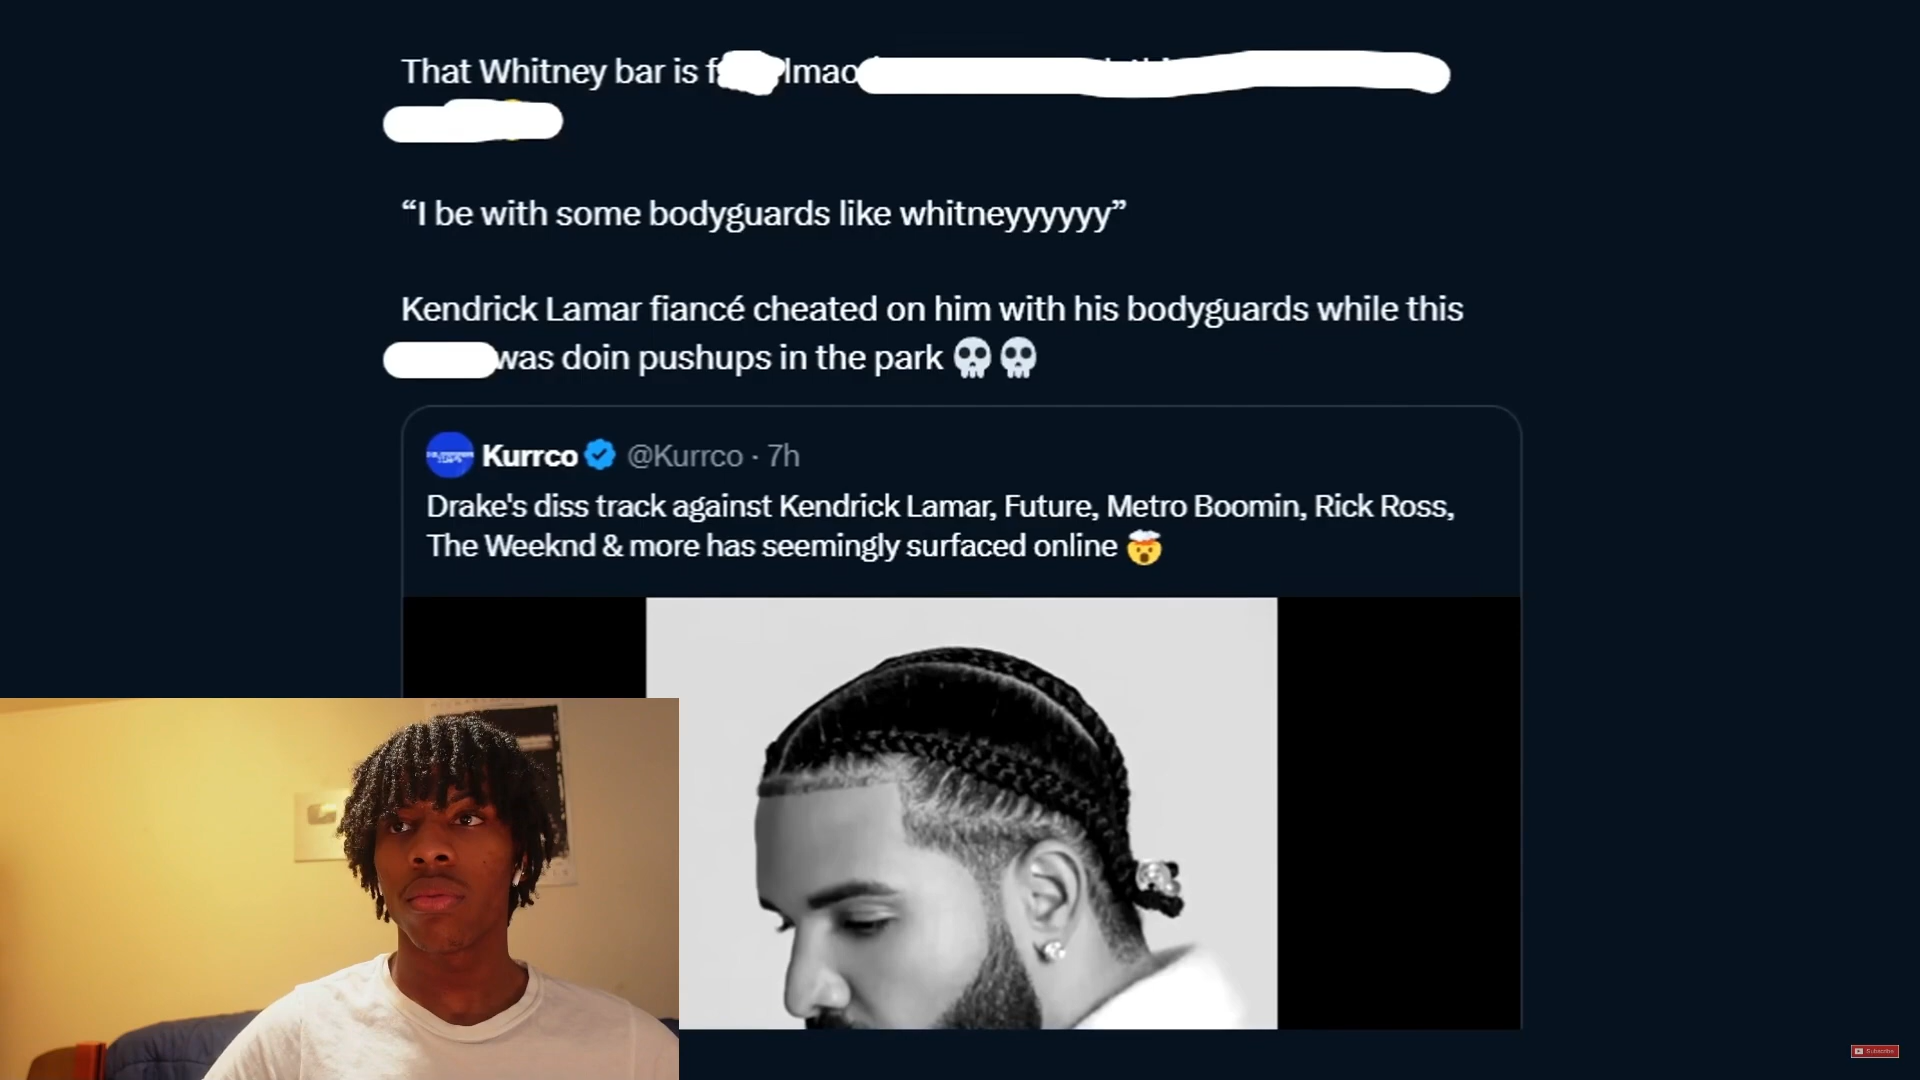 That Whitney bar is lmao
“I be with some bodyguards like whitneyyyyyy”
Kendrick Lamar fiancé cheated on him with his bodyguards while this
was doin pushups in the park 💀💀
Kurrco @Kurrco · 7h
Drake's diss track against Kendrick Lamar, Future, Metro Boomin, Rick Ross,
The Weeknd & more has seemingly surfaced online 🤯
Subscribe